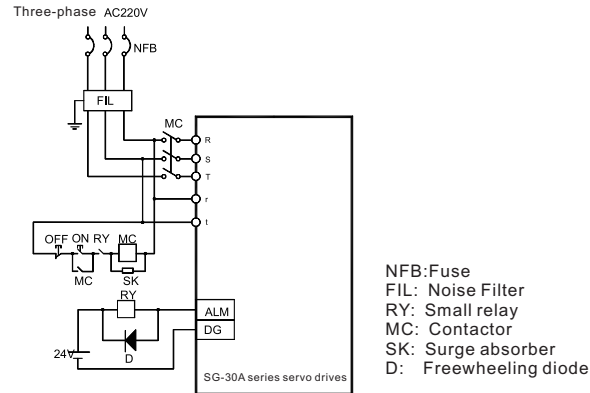 Three-phase AC220V
NFB
FIL
MC
R
S
T
r
t
OFF ON RY MC
MC SK
RY
ALM
DG
24V
D
SG-30A series servo drives
NFB:Fuse
FIL: Noise Filter
RY: Small relay
MC: Contactor
SK: Surge absorber
D: Freewheeling diode